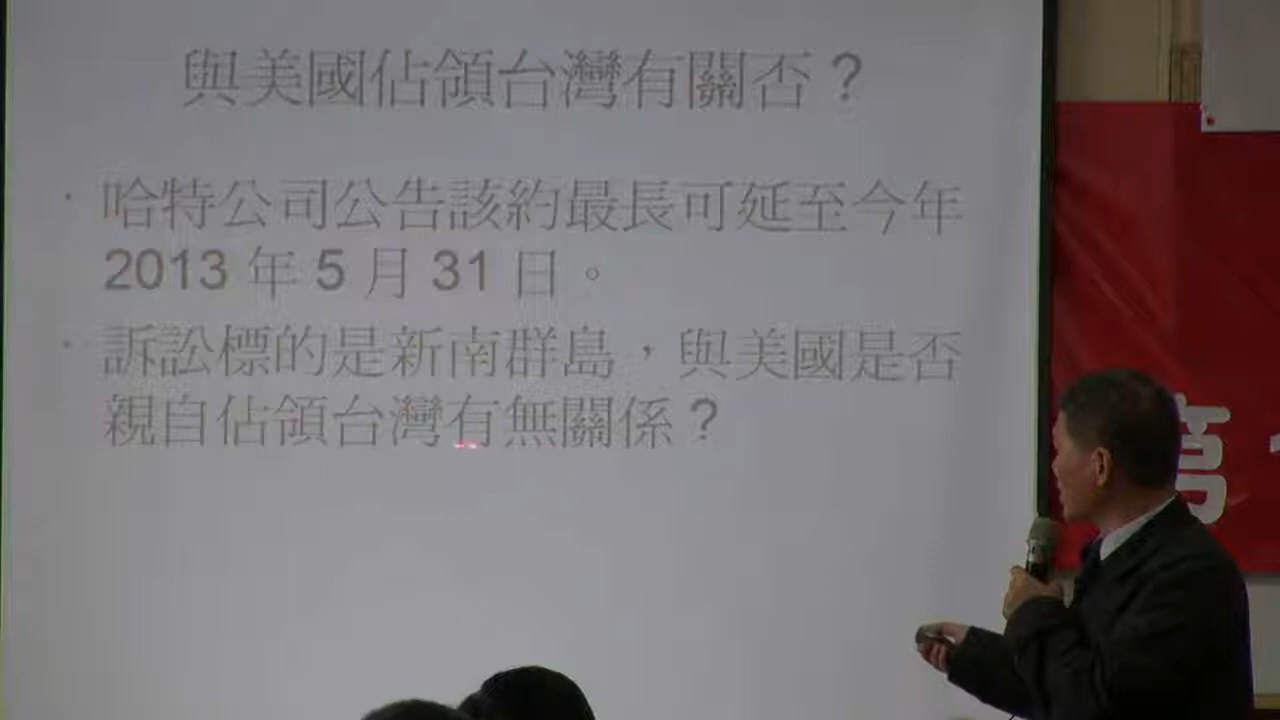 與美國佔領台灣有關否？
· 哈特公司公告該約最長可延至今年
2013 年 5 月 31 日。
· 訴訟標的是新南群島，與美國是否
親自佔領台灣有無關係？